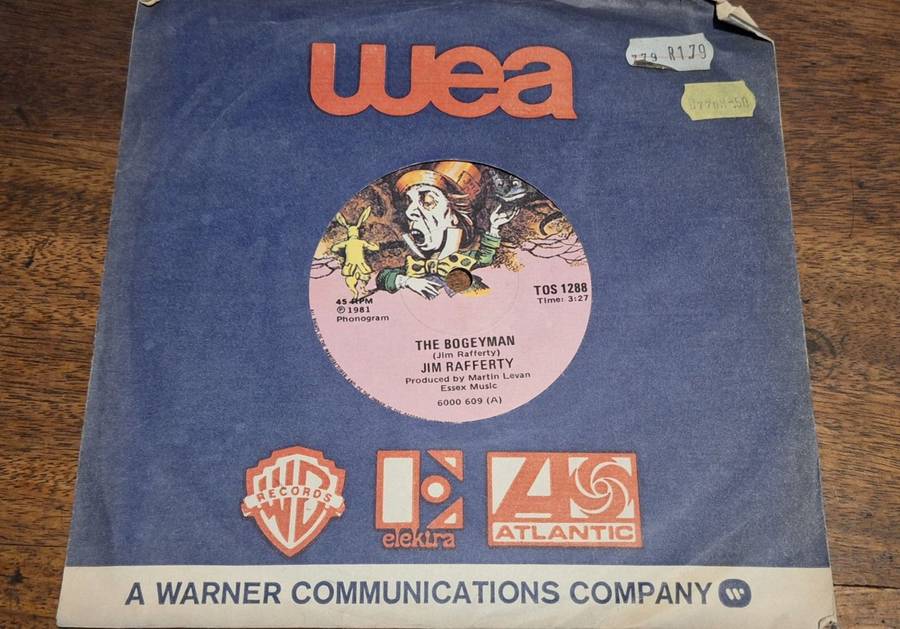 wea
779 R1.79
TOS 1288
Time: 3:27
45 RPM
℗ 1981
Phonogram
THE BOGEYMAN
(Jim Rafferty)
JIM RAFFERTY
Produced by Martin Levan
Essex Music
6000 609 (A)
WB
RECORDS
elektra
ATLANTIC
A WARNER COMMUNICATIONS COMPANY